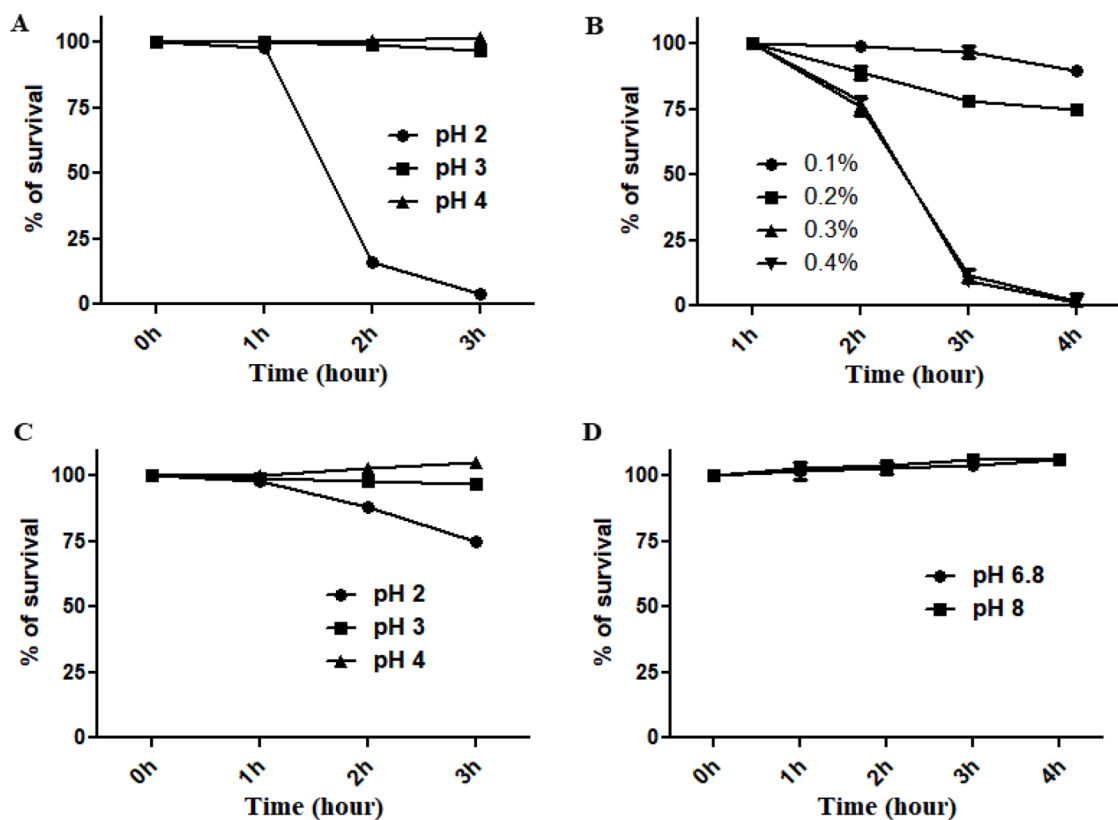 A
% of survival
100
75
50
25
0
pH 2
pH 3
pH 4
0h
1h
2h
3h
Time (hour)
B
% of survival
100
75
50
25
0
0.1%
0.2%
0.3%
0.4%
1h
2h
3h
4h
Time (hour)
C
% of survival
100
75
50
25
0
pH 2
pH 3
pH 4
0h
1h
2h
3h
Time (hour)
D
% of survival
100
75
50
25
0
pH 6.8
pH 8
0h
1h
2h
3h
4h
Time (hour)